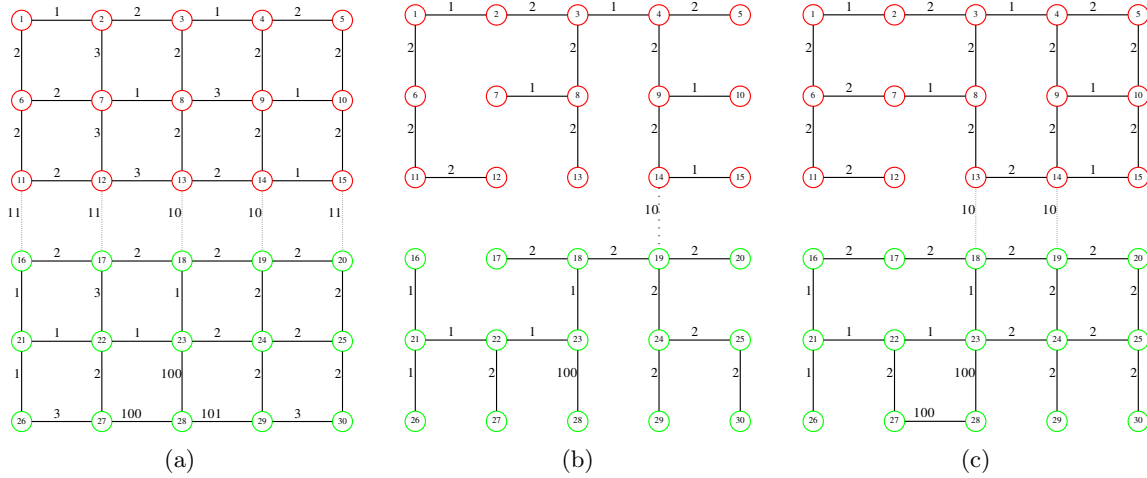 1 2 1 2
1 2 3 4 5
2 3 2 2 2
2 1 3 1
6 7 8 9 10
2 3 2 2 2
2 3 2 1
11 12 13 14 15
11 11 10 10 11
2 2 2 2
16 17 18 19 20
1 3 1 2 2
1 1 2 2
21 22 23 24 25
1 2 100 2 2
3 100 101 3
26 27 28 29 30
(a)
1 2 1 2
1 2 3 4 5
2 2 2
1 1
6 7 8 9 10
2 2 2
2 1
11 12 13 14 15
10
2 2 2
16 17 18 19 20
1 1 2
1 1 2
21 22 23 24 25
1 2 100 2 2
26 27 28 29 30
(b)
1 2 1 2
1 2 3 4 5
2 2 2 2
2 1 1
6 7 8 9 10
2 2 2 2
2 2 1
11 12 13 14 15
10 10
2 2 2 2
16 17 18 19 20
1 1 2 2
1 1 2 2
21 22 23 24 25
1 2 100 2 2
100
26 27 28 29 30
(c)